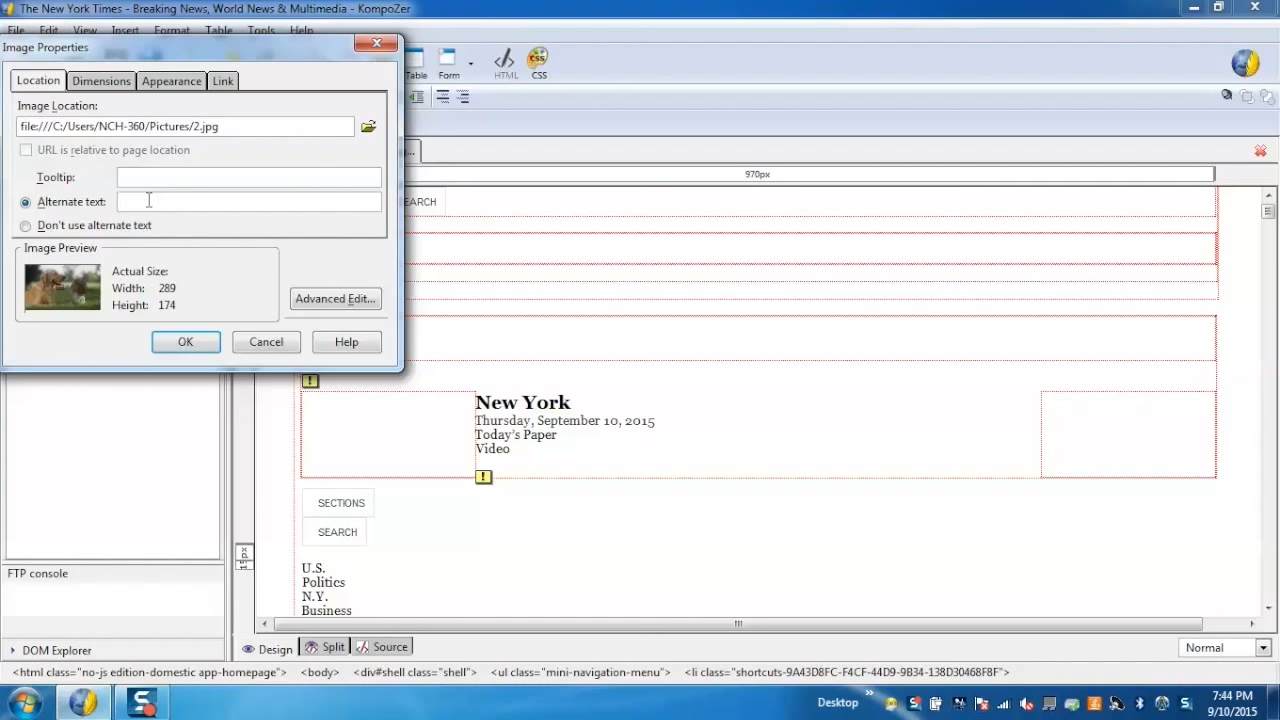 The New York Times - Breaking News, World News & Multimedia - KompoZer
File Edit View Insert Format Table Tools Help
Image Properties
Table Form HTML CSS
Location Dimensions Appearance Link
Image Location:
file:///C:/Users/NCH-360/Pictures/2.jpg
URL is relative to page location
970px
Tooltip:
Alternate text:
EARCH
Don't use alternate text
Image Preview
Actual Size:
Width: 289
Height: 174
Advanced Edit...
OK Cancel Help
!
New York
Thursday, September 10, 2015
Today's Paper
Video
!
SECTIONS
SEARCH
U.S.
Politics
N.Y.
Business
FTP console
DOM Explorer
Design Split Source
Normal
<html class="no-js edition-domestic app-homepage"> <body> <div#shell class="shell"> <ul class="mini-navigation-menu"> <li class="shortcuts-9A43D8FC-F4CF-44D9-9B34-138D30468F8F">
Desktop
7:44 PM
9/10/2015